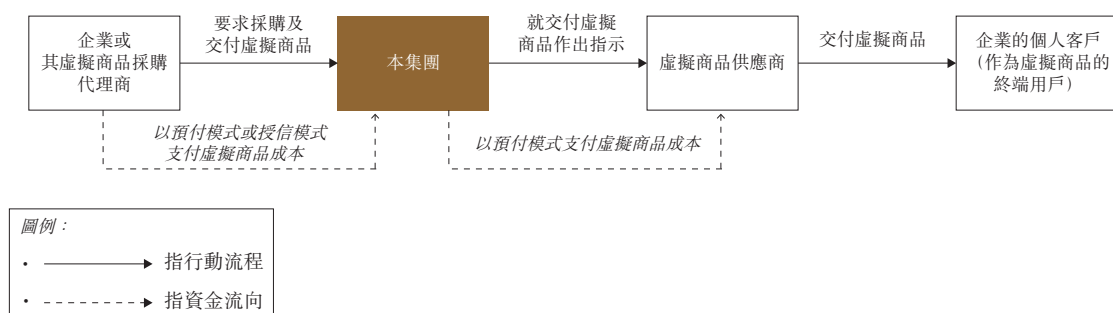 企業或
其虛擬商品採購
代理商
要求採購及
交付虛擬商品
本集團
就交付虛擬
商品作出指示
虛擬商品供應商
交付虛擬商品
企業的個人客戶
(作為虛擬商品的
終端用戶)
以預付模式或授信模式
支付虛擬商品成本
以預付模式支付虛擬商品成本
圖例：
• 指行動流程
• 指資金流向